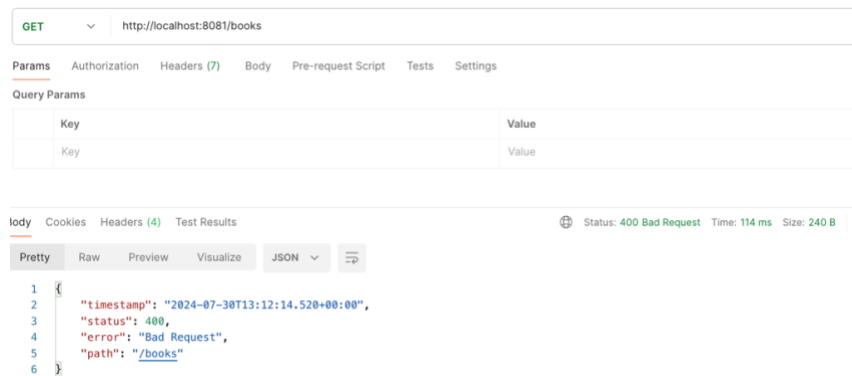 GET http://localhost:8081/books
Params Authorization Headers (7) Body Pre-request Script Tests Settings
Query Params
Key Value
Key Value
Body Cookies Headers (4) Test Results Status: 400 Bad Request Time: 114 ms Size: 240 B
Pretty Raw Preview Visualize JSON
1 {
2 "timestamp": "2024-07-30T13:12:14.520+00:00",
3 "status": 400,
4 "error": "Bad Request",
5 "path": "/books"
6 }